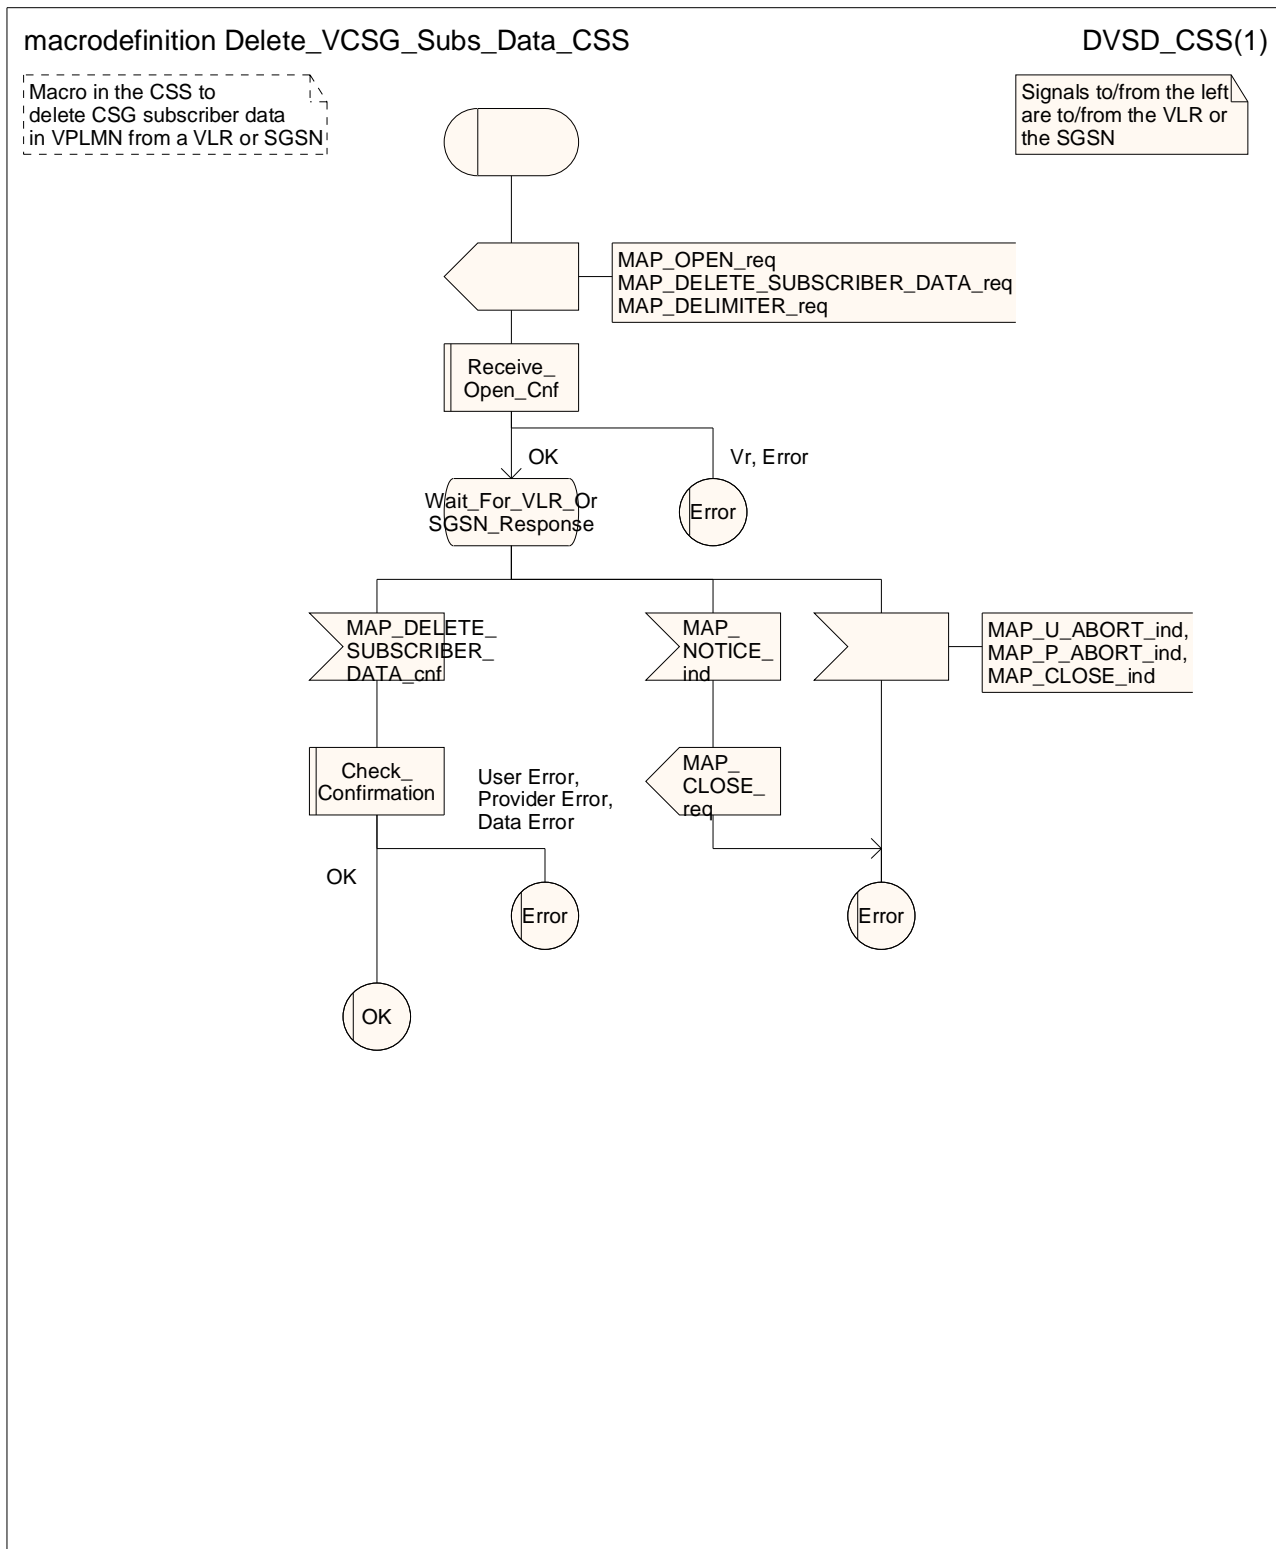 macrodefinition Delete_VCSG_Subs_Data_CSS
DVSD_CSS(1)
Macro in the CSS to
delete CSG subscriber data
in VPLMN from a VLR or SGSN
Signals to/from the left
are to/from the VLR or
the SGSN
MAP_OPEN_req
MAP_DELETE_SUBSCRIBER_DATA_req
MAP_DELIMITER_req
Receive_
Open_Cnf
OK
Vr, Error
Wait_For_VLR_Or
SGSN_Response
Error
MAP_DELETE_
SUBSCRIBER_
DATA_cnf
MAP_
NOTICE_
ind
MAP_U_ABORT_ind,
MAP_P_ABORT_ind,
MAP_CLOSE_ind
Check_
Confirmation
User Error,
Provider Error,
Data Error
MAP_
CLOSE_
req
OK
Error
Error
OK